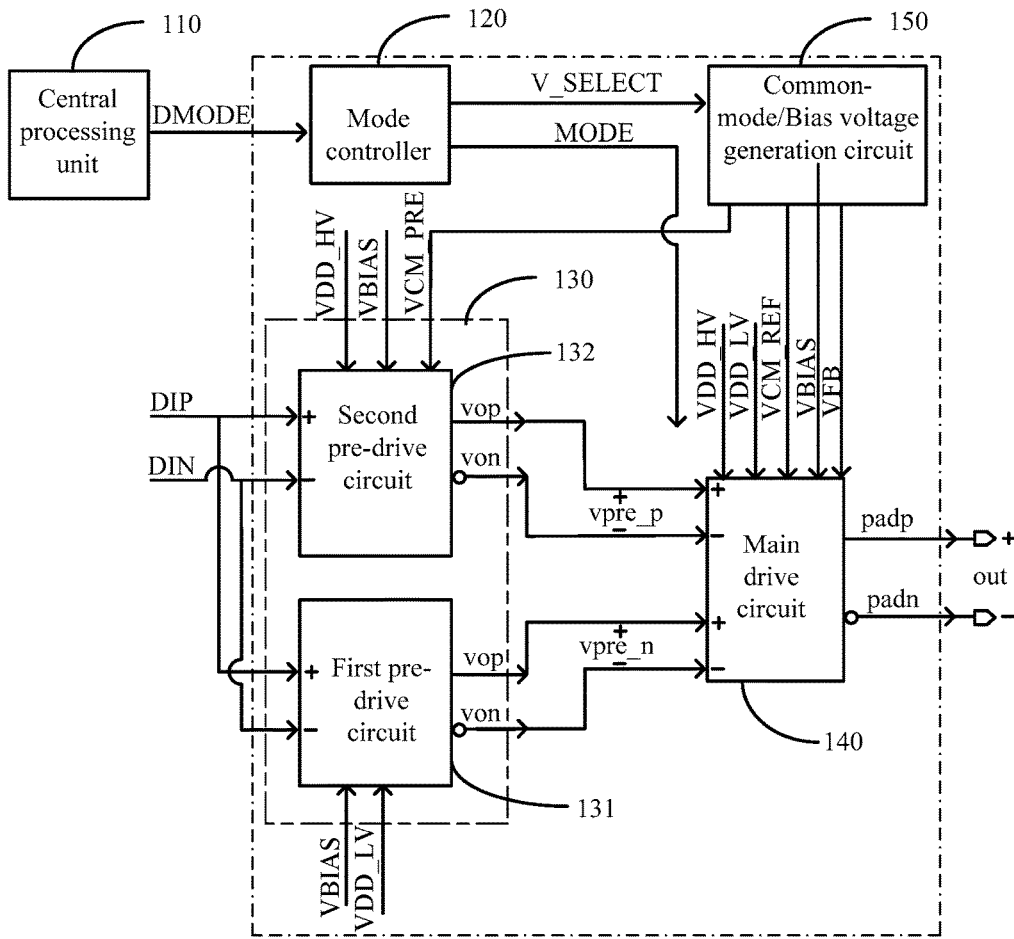 110
120
150
Central
processing
unit
DMODE
Mode
controller
V_SELECT
MODE
Common-
mode/Bias voltage
generation circuit
VDD_HV
VBIAS
VCM_PRE
130
132
VDD_HV
VDD_LV
VCM_REF
VBIAS
VFB
DIP
DIN
+
−
Second
pre-drive
circuit
vop
von
+
vpre_p
−
+
−
Main
drive
circuit
padp
+
out
padn
−
+
−
First pre-
drive
circuit
vop
von
+
vpre_n
−
+
−
140
131
VBIAS
VDD_LV